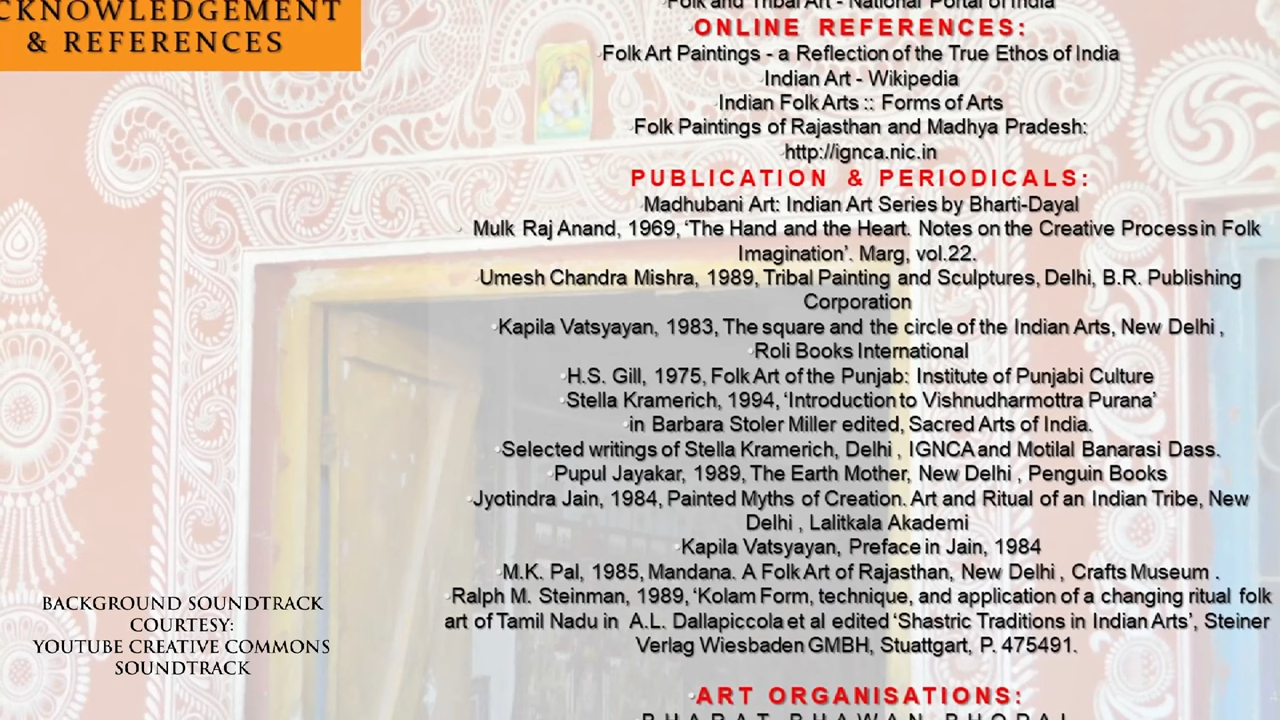 CKNOWLEDGEMENT
& REFERENCES
Folk and Tribal Art - National Portal of India
ONLINE REFERENCES:
Folk Art Paintings - a Reflection of the True Ethos of India
Indian Art - Wikipedia
Indian Folk Arts :: Forms of Arts
Folk Paintings of Rajasthan and Madhya Pradesh:
http://ignca.nic.in
PUBLICATION & PERIODICALS:
Madhubani Art: Indian Art Series by Bharti-Dayal
Mulk Raj Anand, 1969, ‘The Hand and the Heart. Notes on the Creative Process in Folk
Imagination’. Marg, vol.22.
Umesh Chandra Mishra, 1989, Tribal Painting and Sculptures, Delhi, B.R. Publishing
Corporation
Kapila Vatsyayan, 1983, The square and the circle of the Indian Arts, New Delhi ,
Roli Books International
H.S. Gill, 1975, Folk Art of the Punjab: Institute of Punjabi Culture
Stella Kramerich, 1994, ‘Introduction to Vishnudharmottra Purana’
in Barbara Stoler Miller edited, Sacred Arts of India.
Selected writings of Stella Kramerich, Delhi , IGNCA and Motilal Banarasi Dass.
Pupul Jayakar, 1989, The Earth Mother, New Delhi , Penguin Books
Jyotindra Jain, 1984, Painted Myths of Creation. Art and Ritual of an Indian Tribe, New
Delhi , Lalitkala Akademi
Kapila Vatsyayan, Preface in Jain, 1984
M.K. Pal, 1985, Mandana. A Folk Art of Rajasthan, New Delhi , Crafts Museum .
Ralph M. Steinman, 1989, ‘Kolam Form, technique, and application of a changing ritual folk
art of Tamil Nadu in A.L. Dallapiccola et al edited ‘Shastric Traditions in Indian Arts’, Steiner
Verlag Wiesbaden GMBH, Stuattgart, P. 475491.
ART ORGANISATIONS:
BHARAT BHAWAN BHOPAL
BACKGROUND SOUNDTRACK
COURTESY:
YOUTUBE CREATIVE COMMONS
SOUNDTRACK